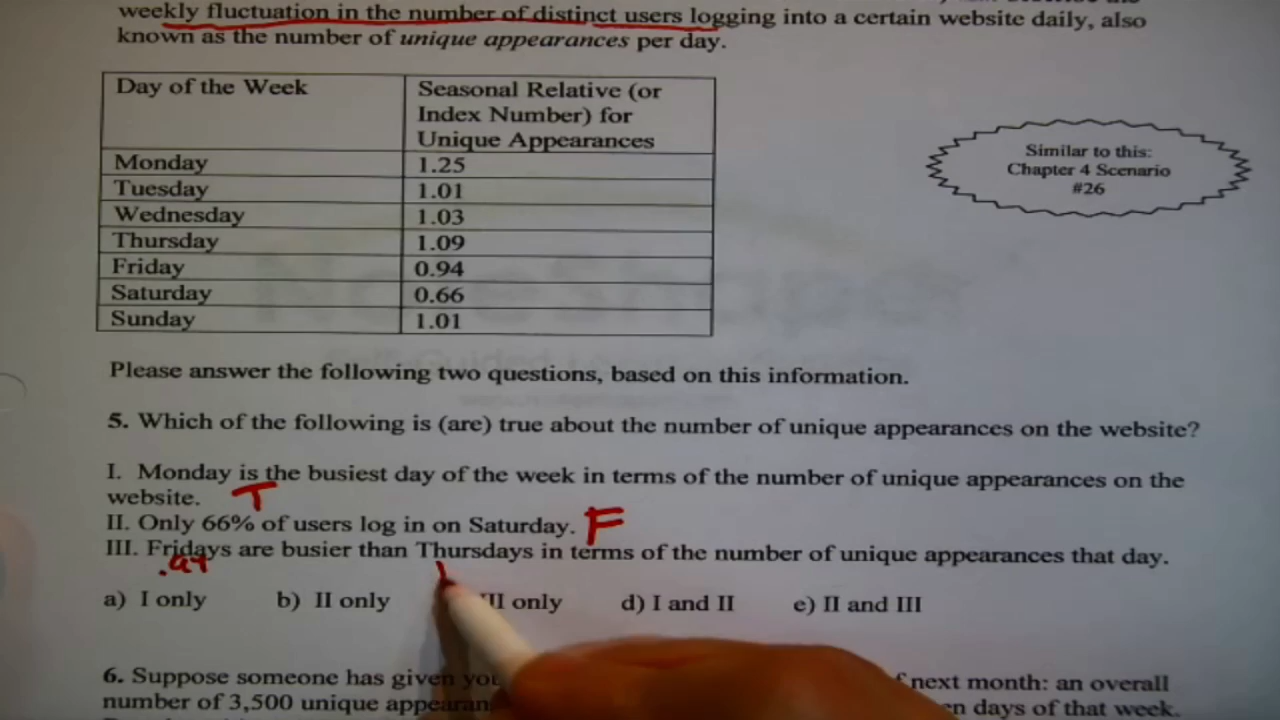 weekly fluctuation in the number of distinct users logging into a certain website daily, also
known as the number of unique appearances per day.
Day of the Week Seasonal Relative (or
Index Number) for
Unique Appearances
Monday 1.25
Tuesday 1.01
Wednesday 1.03
Thursday 1.09
Friday 0.94
Saturday 0.66
Sunday 1.01
Similar to this:
Chapter 4 Scenario
#26
Please answer the following two questions, based on this information.
5. Which of the following is (are) true about the number of unique appearances on the website?
I. Monday is the busiest day of the week in terms of the number of unique appearances on the
website. T
II. Only 66% of users log in on Saturday. F
III. Fridays are busier than Thursdays in terms of the number of unique appearances that day.
.94
a) I only b) II only III only d) I and II e) II and III
6. Suppose someone has given next month: an overall
number of 3,500 unique days of that week.